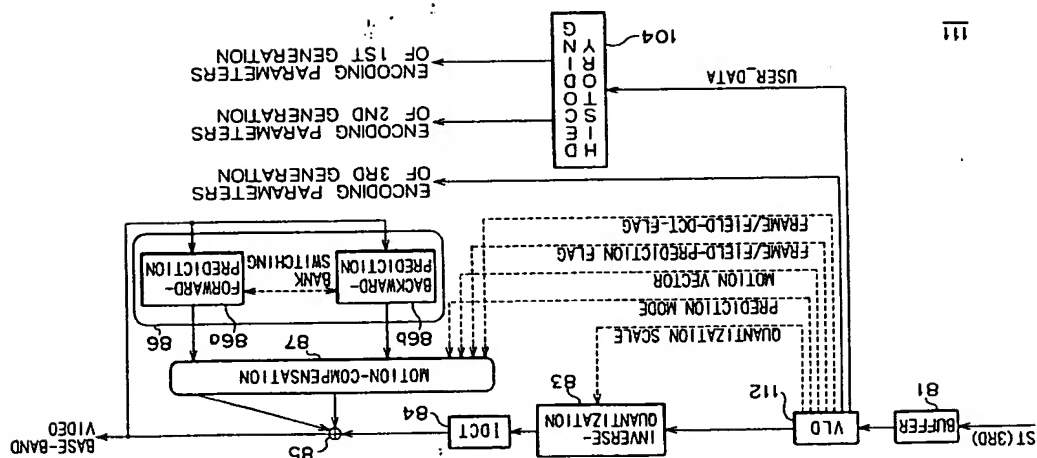 ST(3RD)
BUFFER
81
VLD
112
INVERSE-
QUANTIZATION
83
IDCT
84
85
BASE-BAND
VIDEO
MOTION-COMPENSATION
87
QUANTIZATION SCALE
PREDICTION MODE
MOTION VECTOR
FRAME/FIELD-PREDICTION FLAG
FRAME/FIELD-DCT-FLAG
86
86a
86b
BACKWARD-
PREDICTION
BANK
SWITCHING
FORWARD-
PREDICTION
ENCODING PARAMETERS
OF 3RD GENERATION
ENCODING PARAMETERS
OF 2ND GENERATION
ENCODING PARAMETERS
OF 1ST GENERATION
USER_DATA
HISTORY
DECODING
104
111